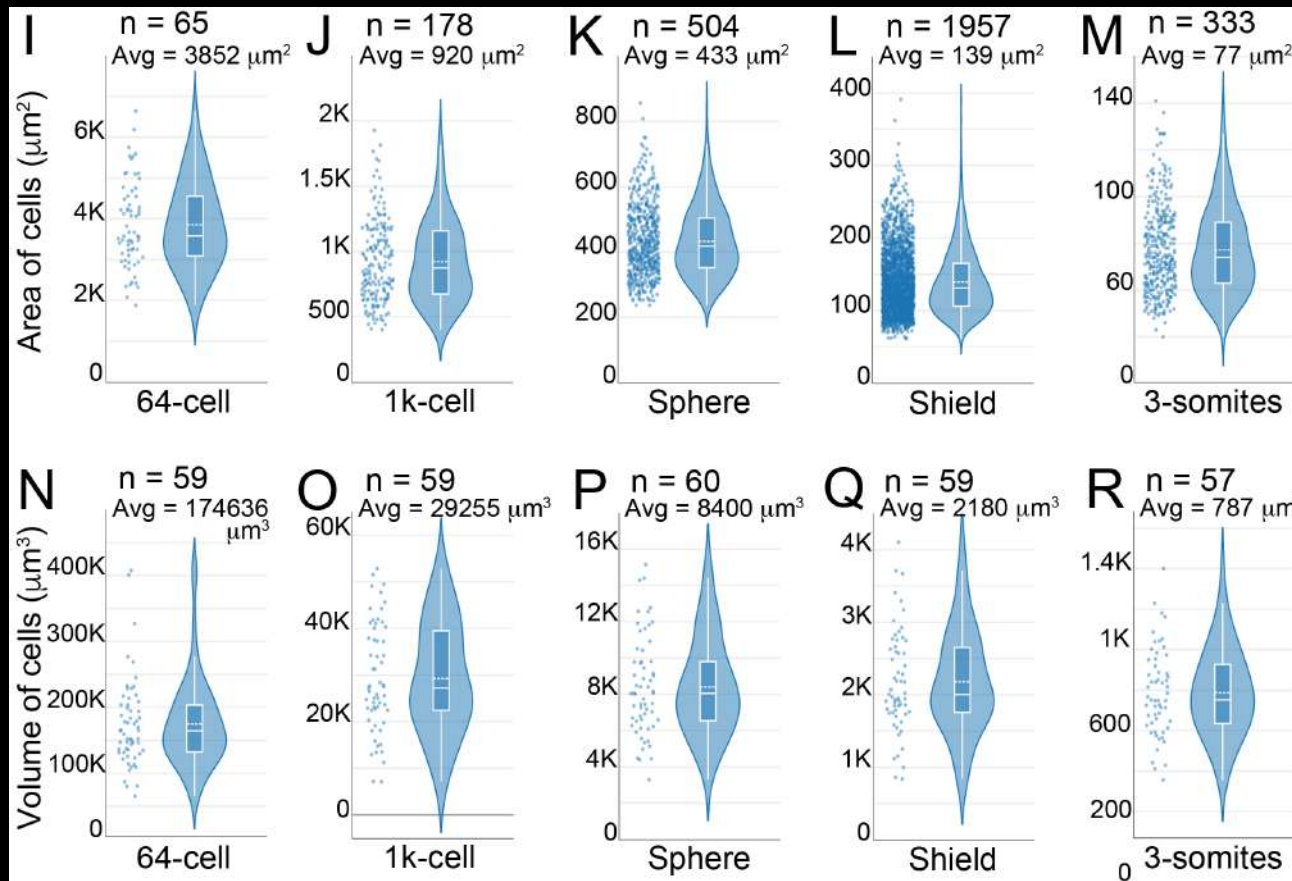 I
n = 65
Avg = 3852 μm²
Area of cells (μm²)
6K
4K
2K
0
64-cell
J
n = 178
Avg = 920 μm²
2K
1.5K
1K
500
0
1k-cell
K
n = 504
Avg = 433 μm²
800
600
400
200
0
Sphere
L
n = 1957
Avg = 139 μm²
400
300
200
100
0
Shield
M
n = 333
Avg = 77 μm²
140
100
60
0
3-somites
N
n = 59
Avg = 174636
μm³
Volume of cells (μm³)
400K
300K
200K
100K
0
64-cell
O
n = 59
Avg = 29255 μm³
60K
40K
20K
0
1k-cell
P
n = 60
Avg = 8400 μm³
16K
12K
8K
4K
0
Sphere
Q
n = 59
Avg = 2180 μm³
4K
3K
2K
1K
0
Shield
R
n = 57
Avg = 787 μm
1.4K
1K
600
200
0
3-somites